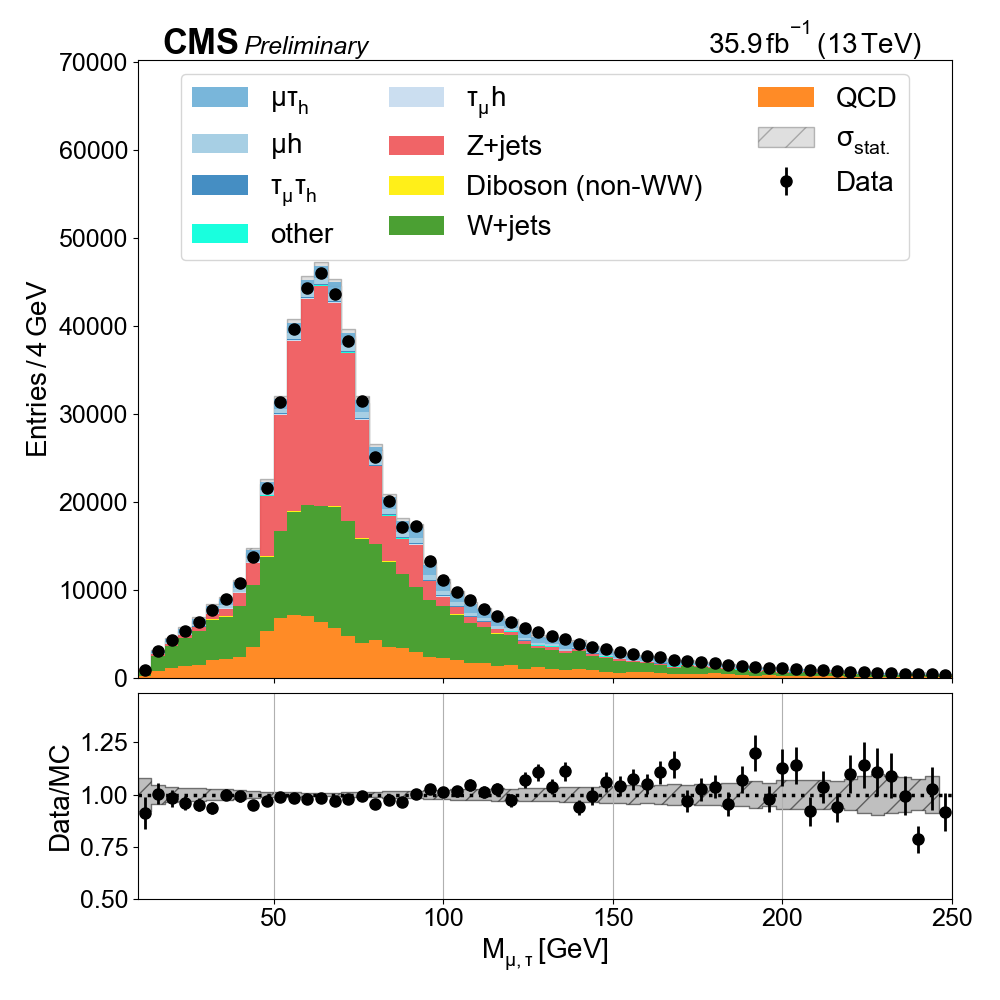 CMS Preliminary 35.9 fb⁻¹ (13 TeV)
70000
60000
50000
40000
30000
20000
10000
0
Entries / 4 GeV
μτh
μh
τμτh
other
τμh
Z+jets
Diboson (non-WW)
W+jets
QCD
σstat.
Data
1.25
1.00
0.75
0.50
Data/MC
50 100 150 200 250
Mμ, τ [GeV]